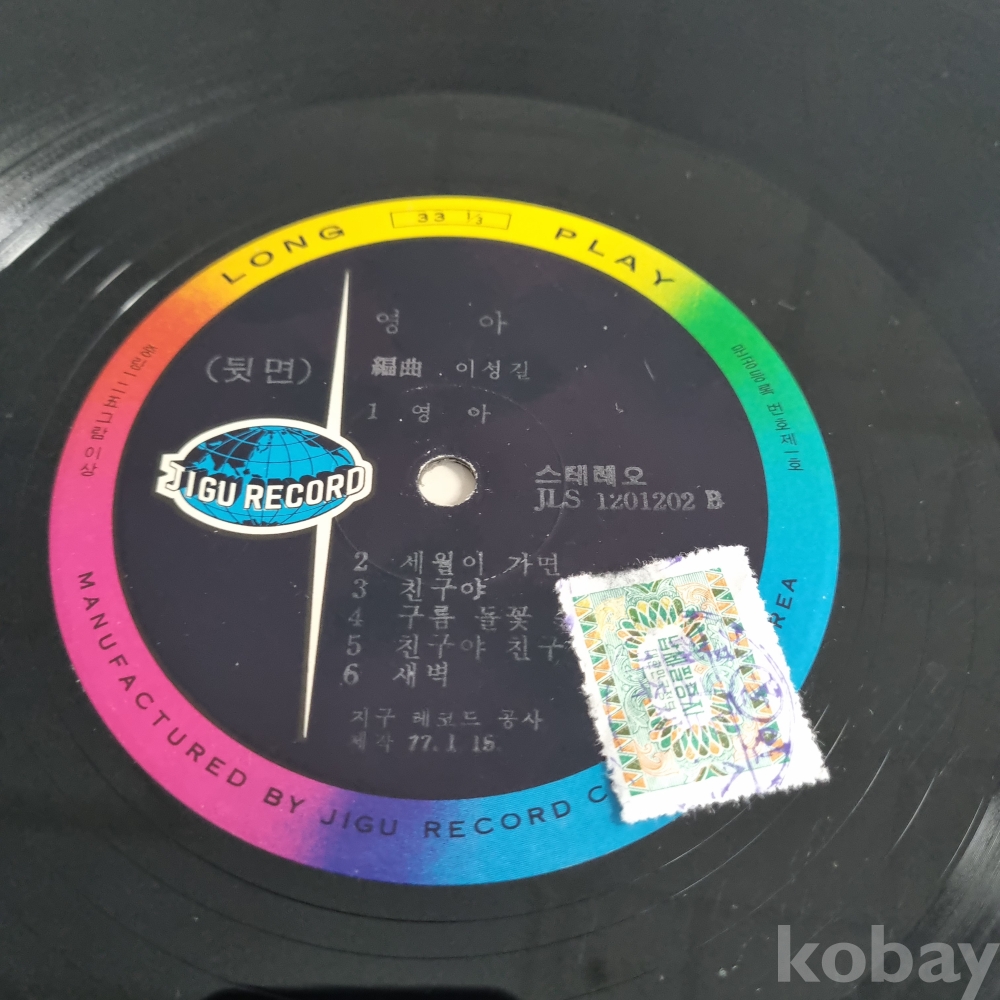 LONG 33 1/3 PLAY
영 아
(뒷면) 編曲 이성길
1 영 아
JIGU RECORD
스테레오
JLS 1201202 B
2 세월이 가면
3 친구야
4 구름 들꽃
5 친구야 친구
6 새벽
지구 레코드 공사
제작 77.1.15.
MANUFACTURED BY JIGU RECORD C
REA
kobay